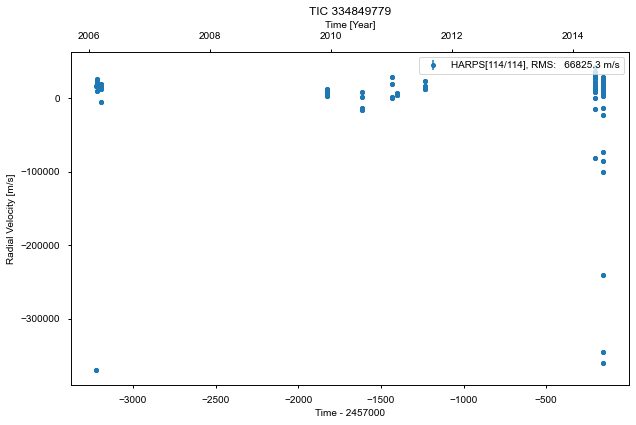 TIC 334849779
Time [Year]
2006 2008 2010 2012 2014
HARPS[114/114], RMS: 66825.3 m/s
Radial Velocity [m/s]
0
−100000
−200000
−300000
−3000 −2500 −2000 −1500 −1000 −500
Time - 2457000